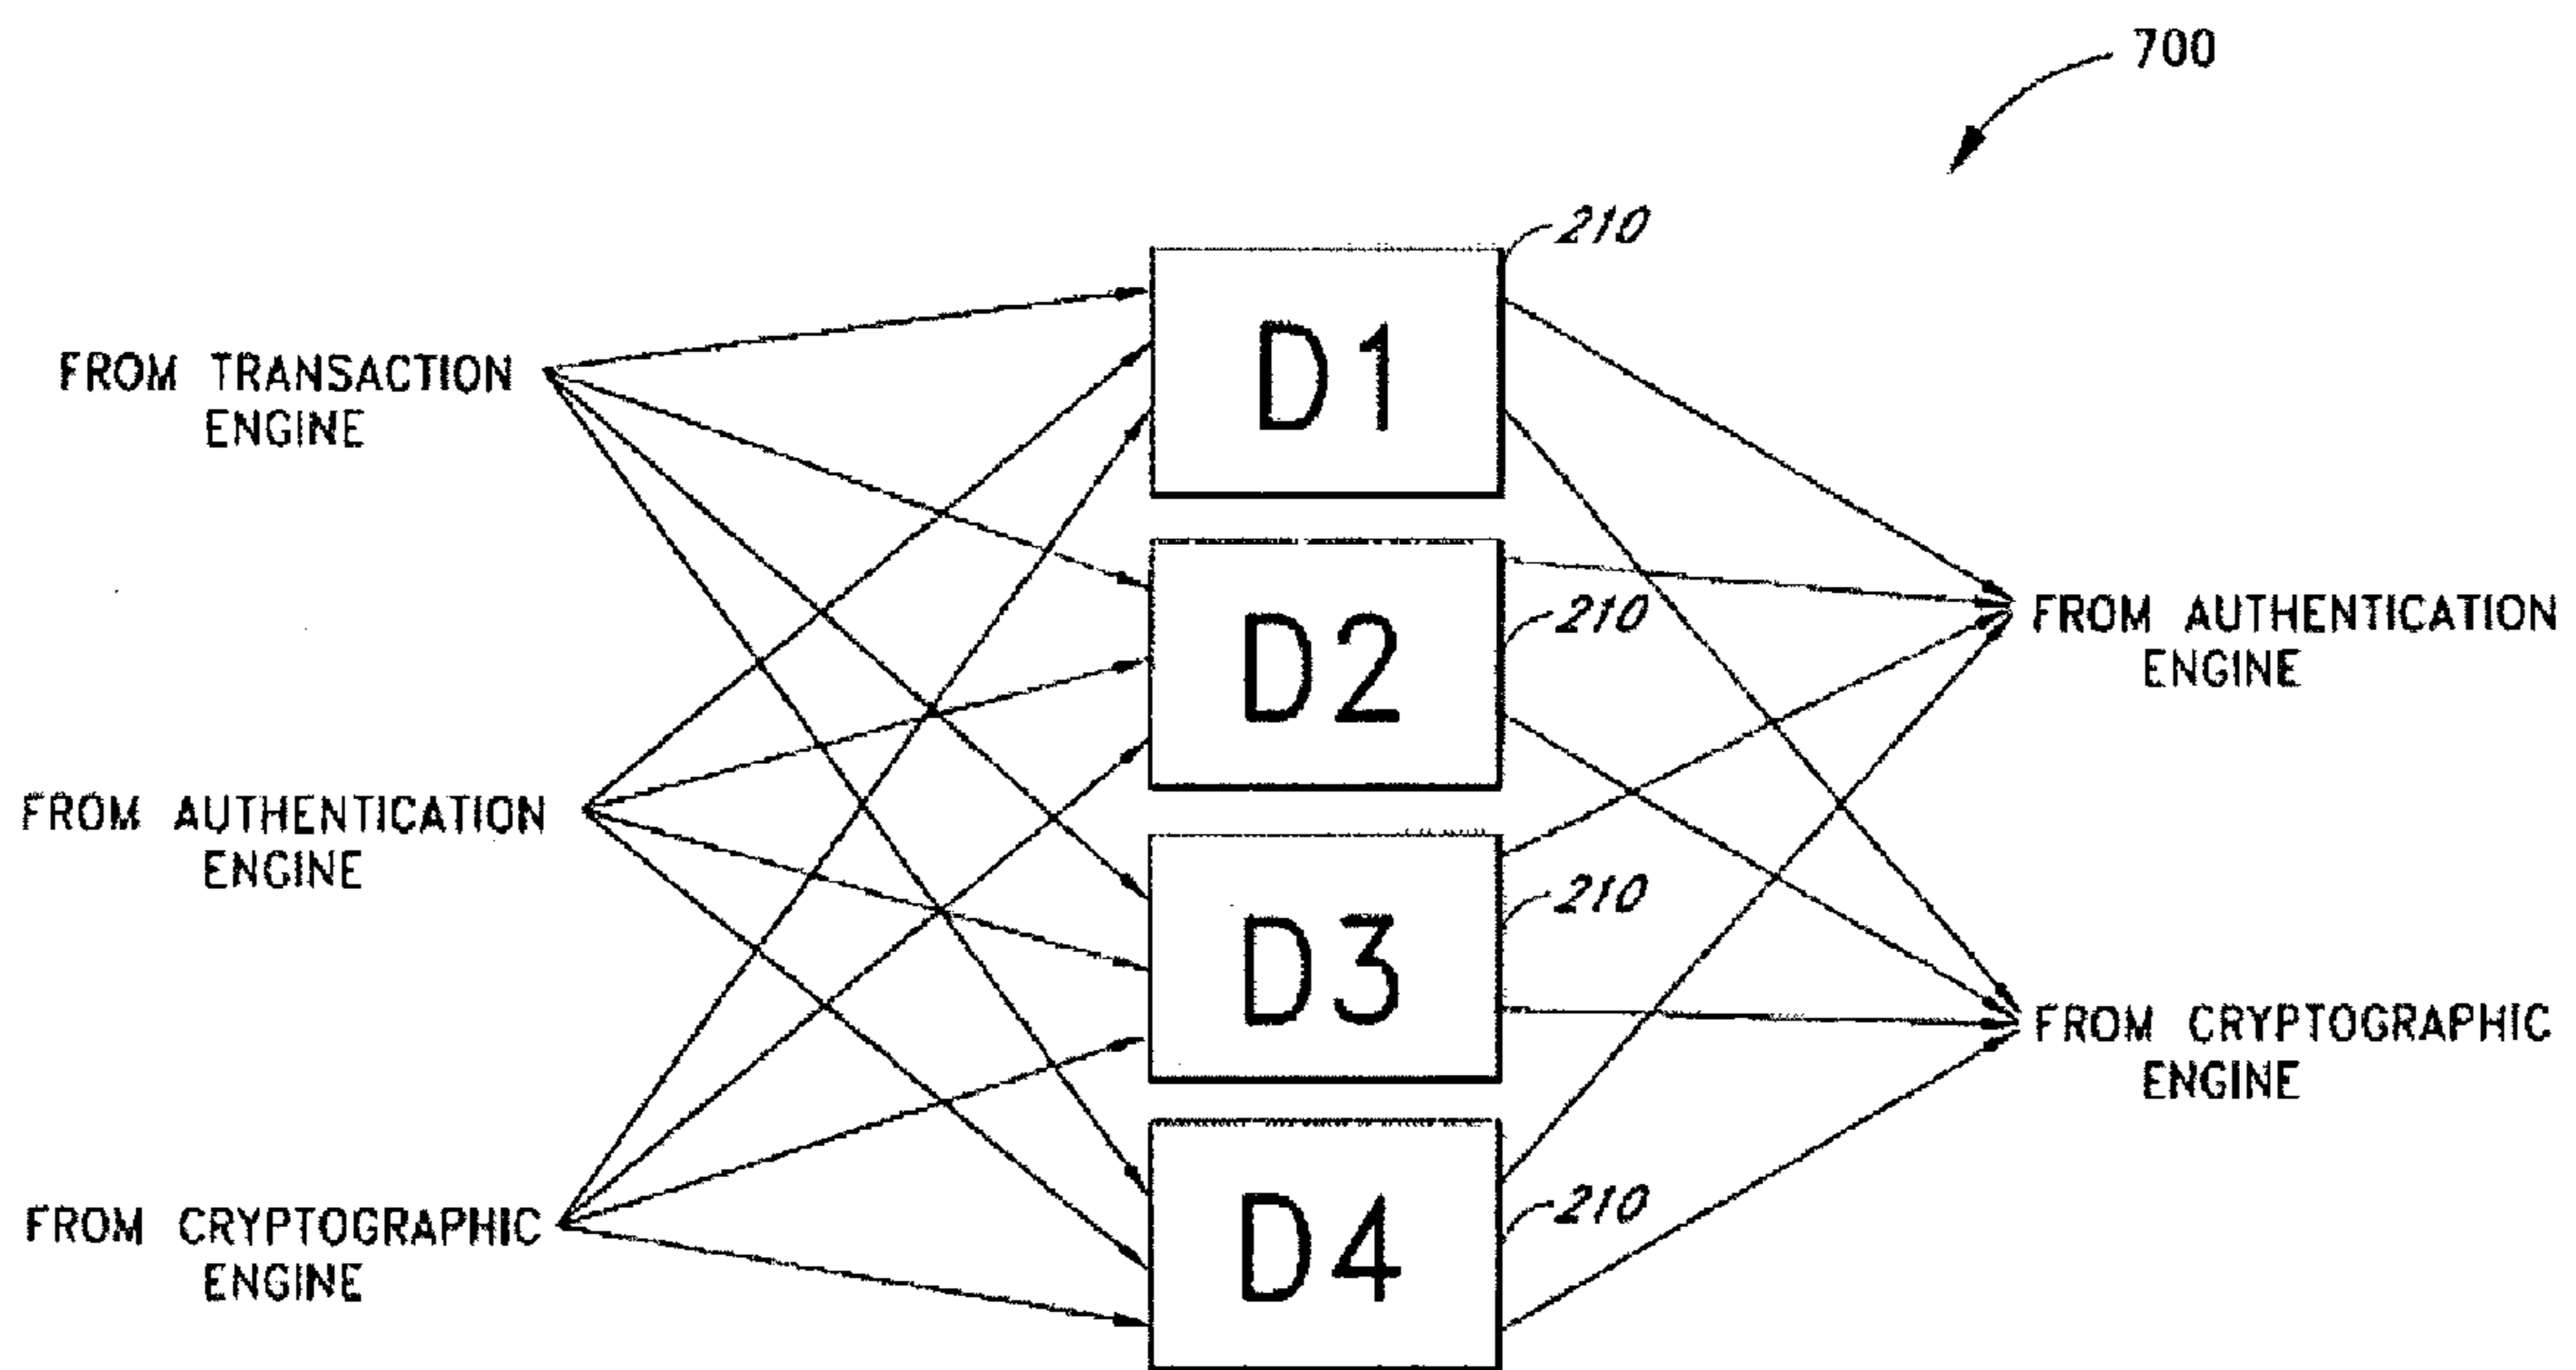 700
210
D1
FROM TRANSACTION
ENGINE
D2
210
FROM AUTHENTICATION
ENGINE
FROM AUTHENTICATION
ENGINE
D3
210
FROM CRYPTOGRAPHIC
ENGINE
D4
210
FROM CRYPTOGRAPHIC
ENGINE